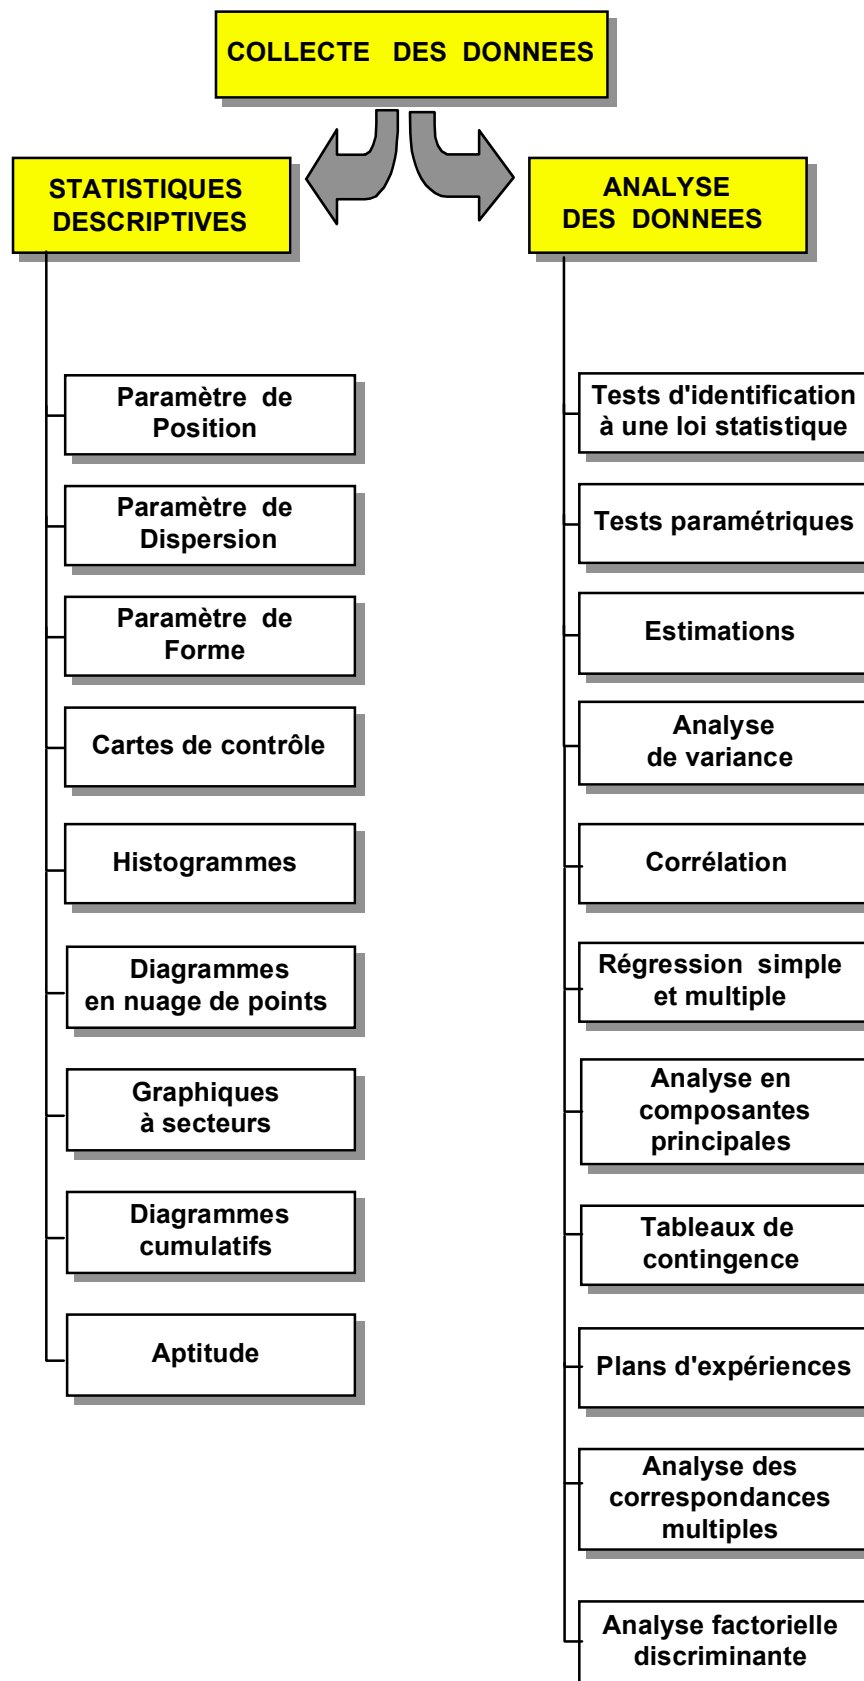 COLLECTE DES DONNEES
STATISTIQUES
DESCRIPTIVES
Paramètre de
Position
Paramètre de
Dispersion
Paramètre de
Forme
Cartes de contrôle
Histogrammes
Diagrammes
en nuage de points
Graphiques
à secteurs
Diagrammes
cumulatifs
Aptitude
ANALYSE
DES DONNEES
Tests d'identification
à une loi statistique
Tests paramétriques
Estimations
Analyse
de variance
Corrélation
Régression simple
et multiple
Analyse en
composantes
principales
Tableaux de
contingence
Plans d'expériences
Analyse des
correspondances
multiples
Analyse factorielle
discriminante